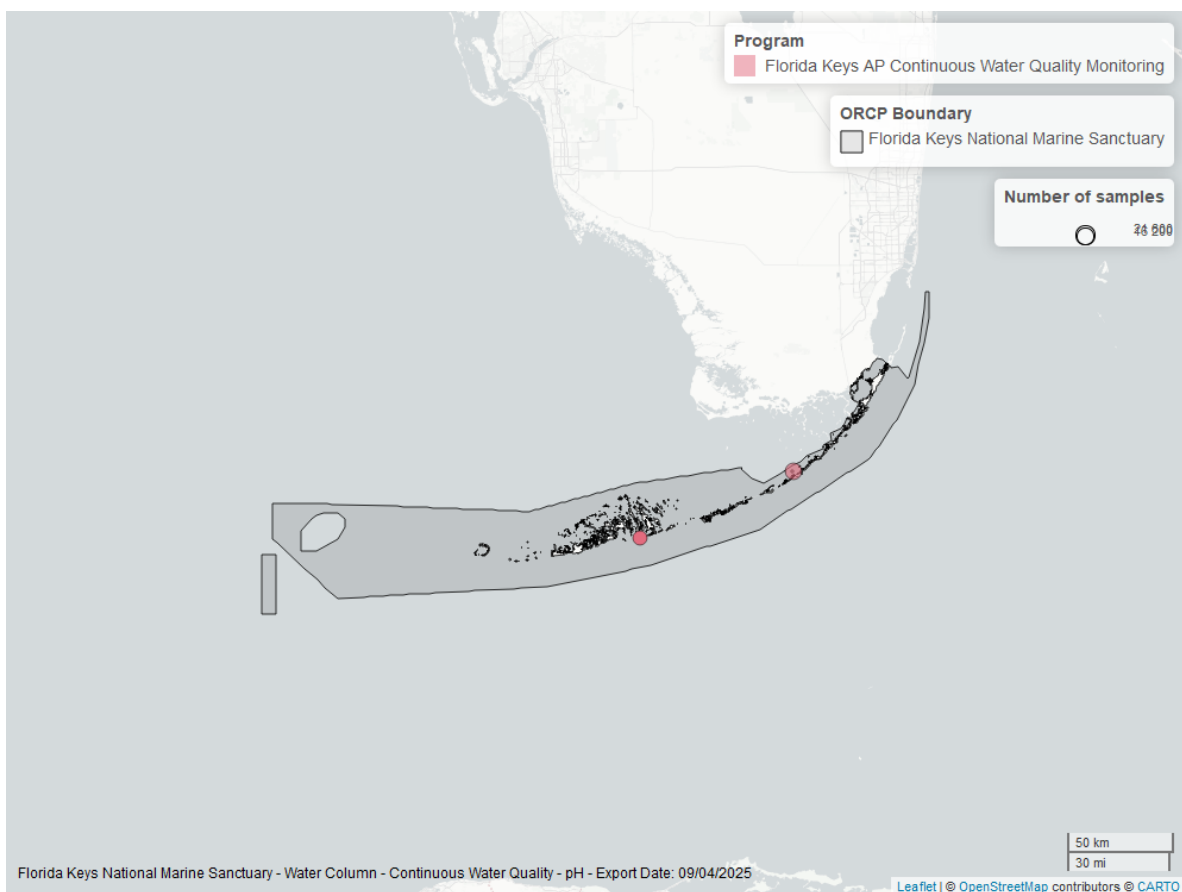 Program
Florida Keys AP Continuous Water Quality Monitoring
ORCP Boundary
Florida Keys National Marine Sanctuary
Number of samples
50 km
30 mi
Florida Keys National Marine Sanctuary - Water Column - Continuous Water Quality - pH - Export Date: 09/04/2025
Leaflet | © OpenStreetMap contributors © CARTO